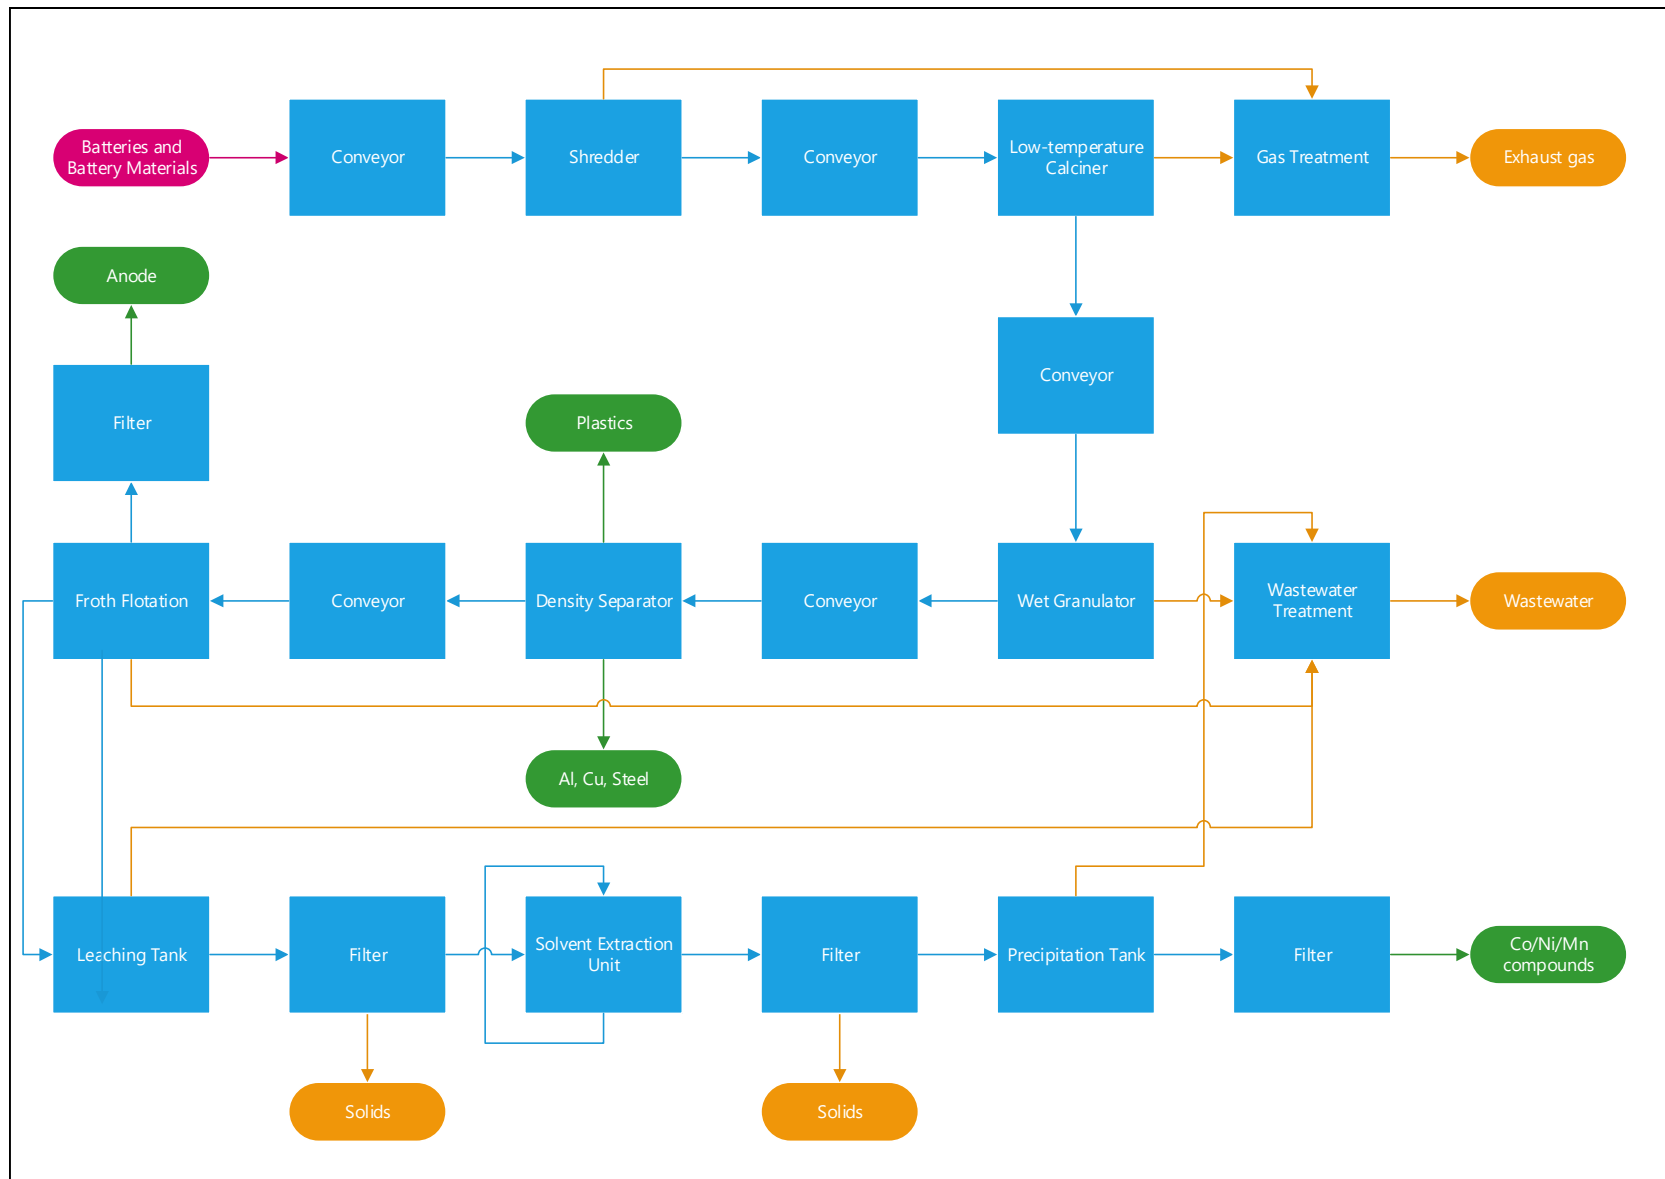 Batteries and
Battery Materials
Conveyor
Shredder
Conveyor
Low-temperature
Calciner
Gas Treatment
Exhaust gas
Anode
Conveyor
Filter
Plastics
Froth Flotation
Conveyor
Density Separator
Conveyor
Wet Granulator
Wastewater
Treatment
Wastewater
Al, Cu, Steel
Leaching Tank
Filter
Solvent Extraction
Unit
Filter
Precipitation Tank
Filter
Co/Ni/Mn
compounds
Solids
Solids